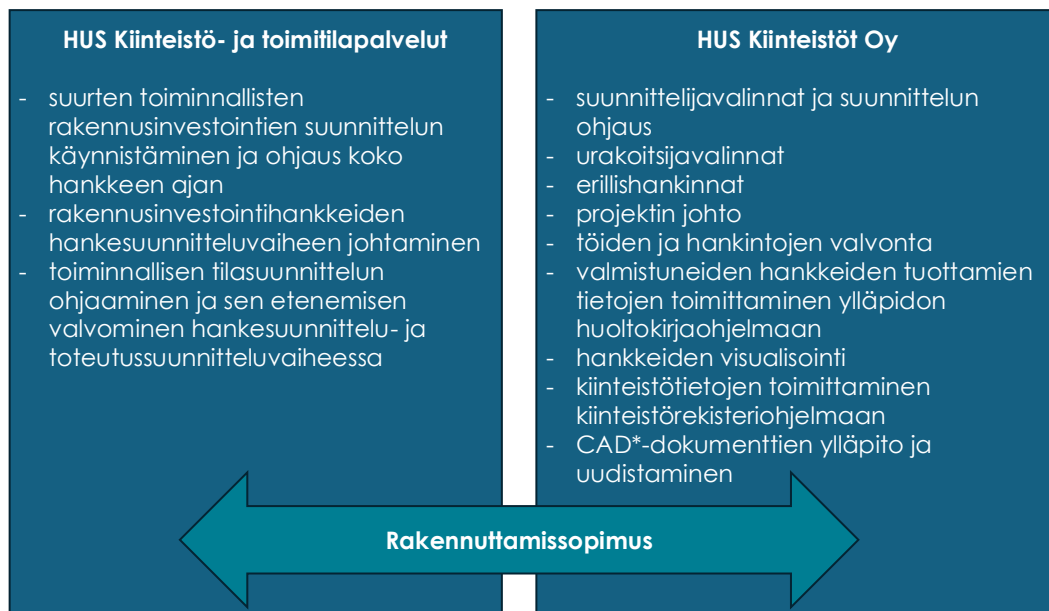 HUS Kiinteistö- ja toimitilapalvelut
- suurten toiminnallisten
rakennusinvestointien suunnittelun
käynnistäminen ja ohjaus koko
hankkeen ajan
- rakennusinvestointihankkeiden
hankesuunnitteluvaiheen johtaminen
- toiminnallisen tilasuunnittelun
ohjaaminen ja sen etenemisen
valvominen hankesuunnittelu- ja
toteutussuunnitteluvaiheessa
HUS Kiinteistöt Oy
- suunnittelijavalinnat ja suunnittelun
ohjaus
- urakoitsijavalinnat
- erillishankinnat
- projektin johto
- töiden ja hankintojen valvonta
- valmistuneiden hankkeiden tuottamien
tietojen toimittaminen ylläpidon
huoltokirjaohjelmaan
- hankkeiden visualisointi
- kiinteistötietojen toimittaminen
kiinteistörekisteriohjelmaan
- CAD*-dokumenttien ylläpito ja
uudistaminen
Rakennuttamissopimus